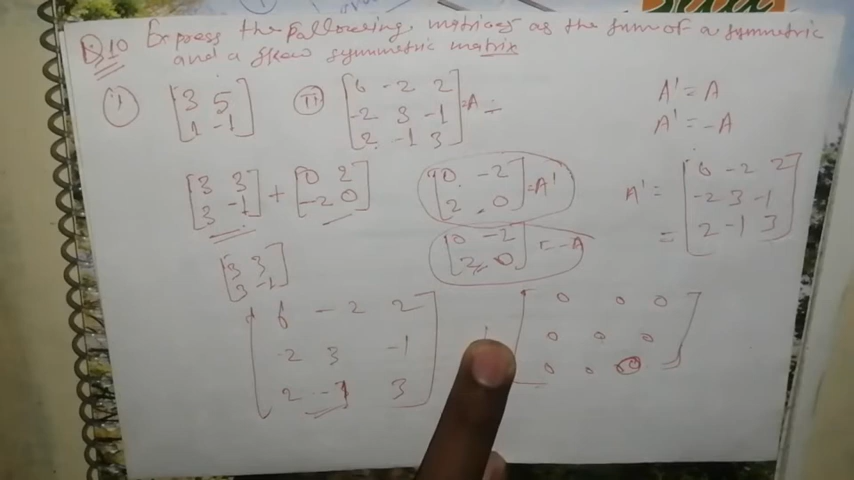 Q.10 Express the following matrices as the sum of a symmetric
and a skew symmetric matrix
(i) [3 5
1 -1]
(ii) [6 -2 2
-2 3 -1
2 -1 3] = A
A' = A
A' = -A
[3 3
3 -1] + [0 2
-2 0]
[0 -2
2 0] = A'
A' = [6 -2 2
-2 3 -1
= 2 -1 3]
[3 3
3 -1]
[0 -2
2 0] = -A
[6 -2 2
-2 3 -1
2 -1 3]
[0 0 0
0 0 0
0 0 0]